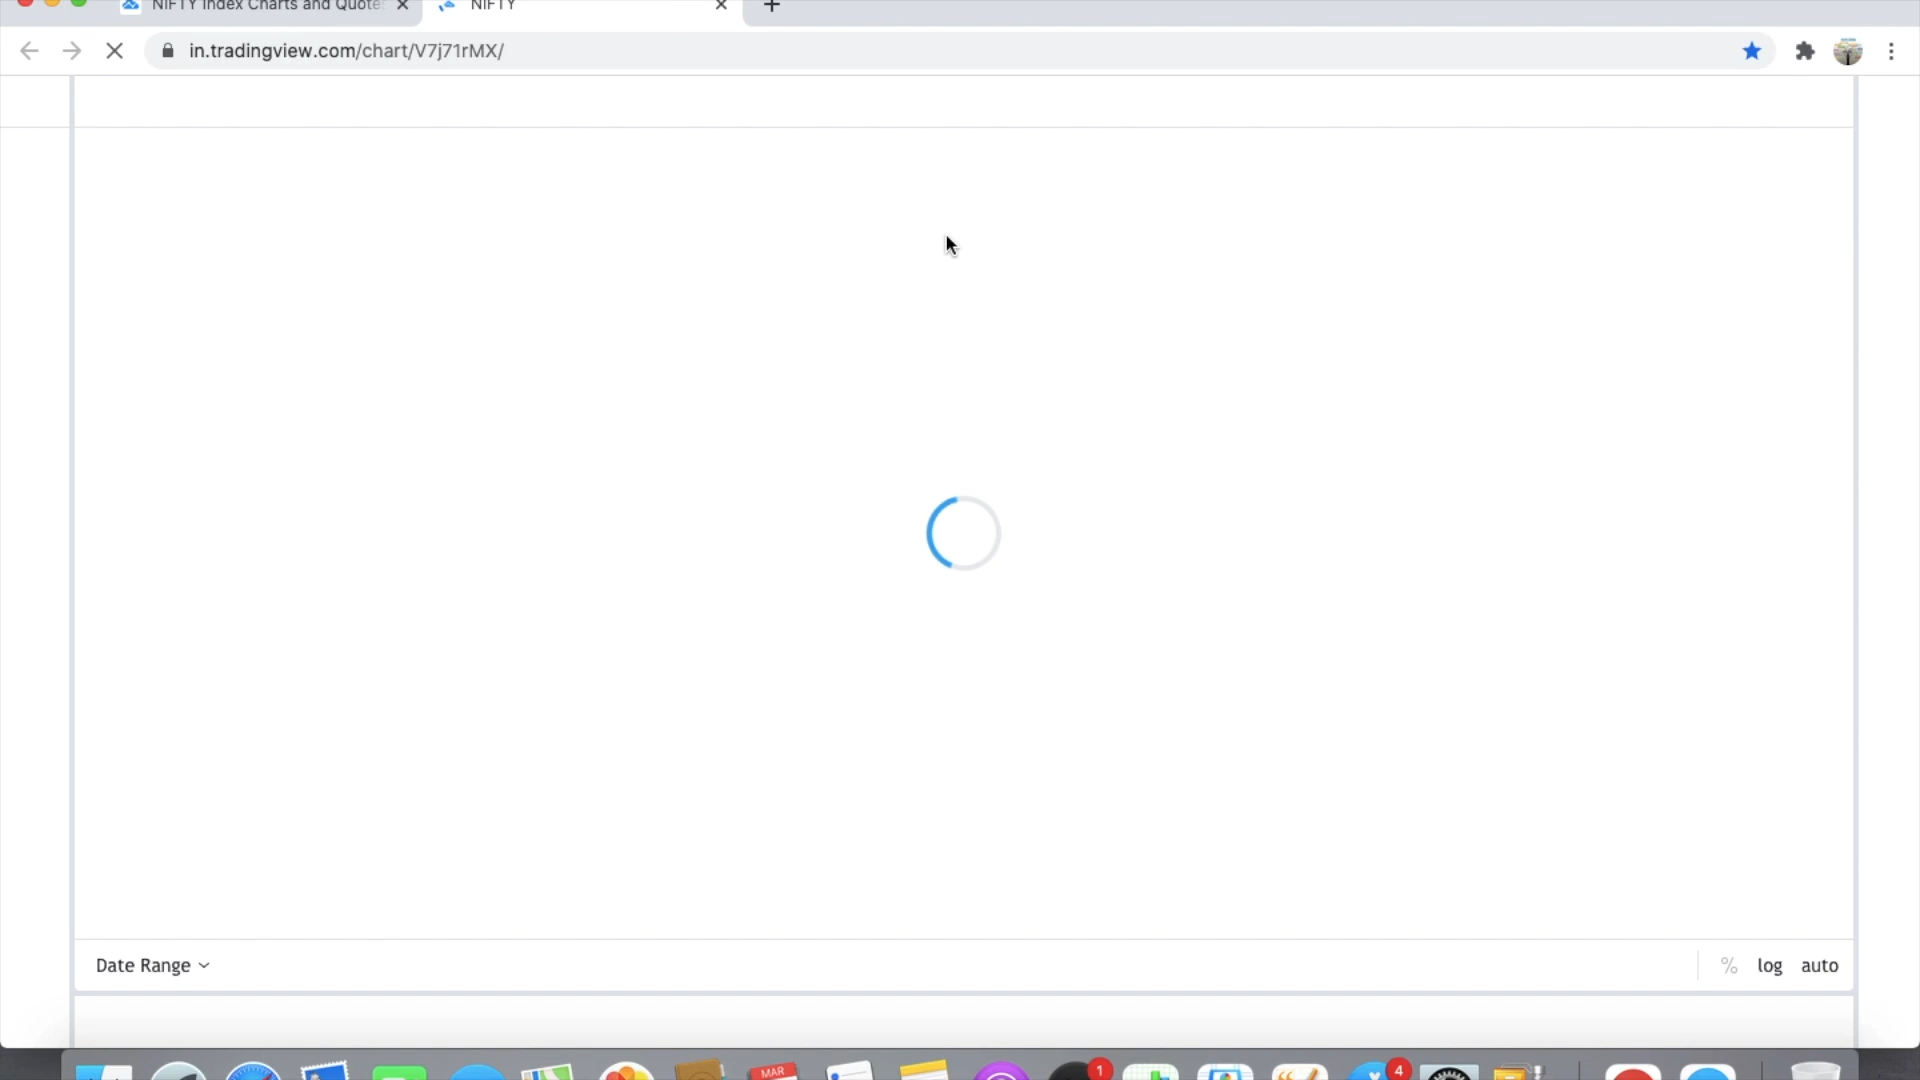 NIFTY Index Charts and Quote
NIFTY
in.tradingview.com/chart/V7j71rMX/
Date Range
% log auto
MAR
1
4